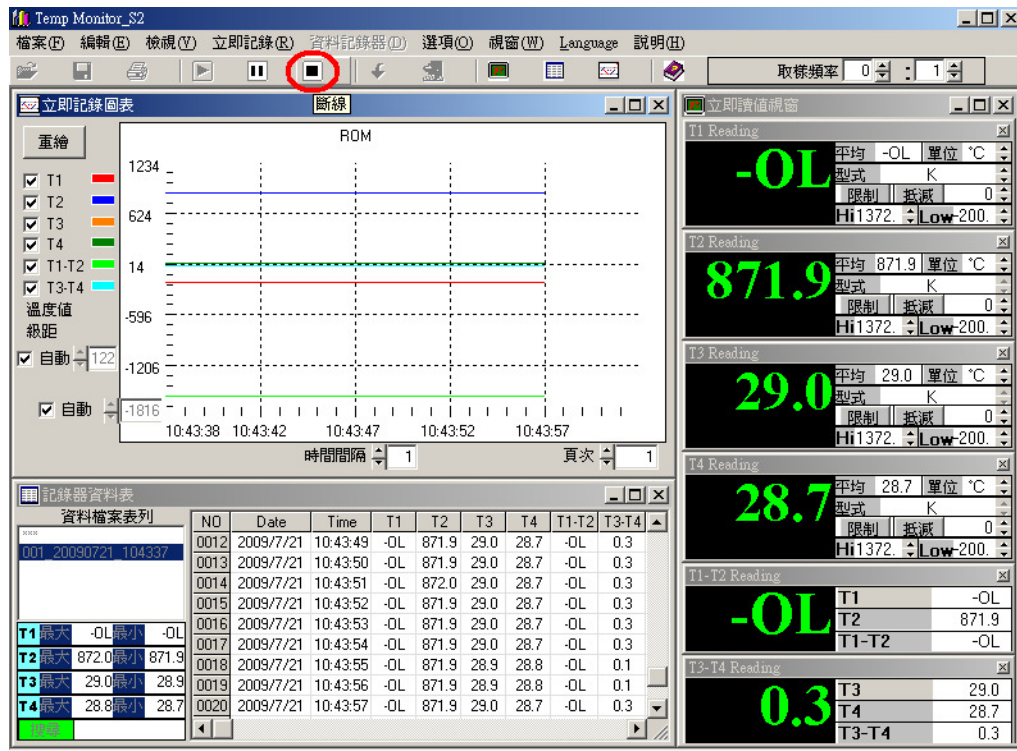 Temp Monitor_S2
檔案(F) 編輯(E) 檢視(V) 立即記錄(R) 資料記錄器(D) 選項(O) 視窗(W) Language 說明(H)
取樣頻率 0 : 1
斷線
立即記錄圖表
重繪
ROM
T1
T2
T3
T4
T1-T2
T3-T4
溫度值
級距
自動 122
自動 -1816
1234
624
14
-596
-1206
10:43:38 10:43:42 10:43:47 10:43:52 10:43:57
時間間隔 1 頁次 1
記錄器資料表
資料檔案表列
***
001_20090721_104337
T1 最大 -OL 最小 -OL
T2 最大 872.0 最小 871.9
T3 最大 29.0 最小 28.9
T4 最大 28.8 最小 28.7
搜尋
NO Date Time T1 T2 T3 T4 T1-T2 T3-T4
0012 2009/7/21 10:43:49 -OL 871.9 29.0 28.7 -OL 0.3
0013 2009/7/21 10:43:50 -OL 871.9 29.0 28.7 -OL 0.3
0014 2009/7/21 10:43:51 -OL 872.0 29.0 28.7 -OL 0.3
0015 2009/7/21 10:43:52 -OL 871.9 29.0 28.7 -OL 0.3
0016 2009/7/21 10:43:53 -OL 871.9 29.0 28.7 -OL 0.3
0017 2009/7/21 10:43:54 -OL 871.9 29.0 28.7 -OL 0.3
0018 2009/7/21 10:43:55 -OL 871.9 28.9 28.8 -OL 0.1
0019 2009/7/21 10:43:56 -OL 871.9 28.9 28.8 -OL 0.1
0020 2009/7/21 10:43:57 -OL 871.9 29.0 28.7 -OL 0.3
立即讀值視窗
T1 Reading
-OL
平均 -OL 單位 °C
型式 K
限制 抵減 0
Hi 1372. Low -200.
T2 Reading
871.9
平均 871.9 單位 °C
型式 K
限制 抵減 0
Hi 1372. Low -200.
T3 Reading
29.0
平均 29.0 單位 °C
型式 K
限制 抵減 0
Hi 1372. Low -200.
T4 Reading
28.7
平均 28.7 單位 °C
型式 K
限制 抵減 0
Hi 1372. Low -200.
T1-T2 Reading
-OL
T1 -OL
T2 871.9
T1-T2 -OL
T3-T4 Reading
0.3
T3 29.0
T4 28.7
T3-T4 0.3